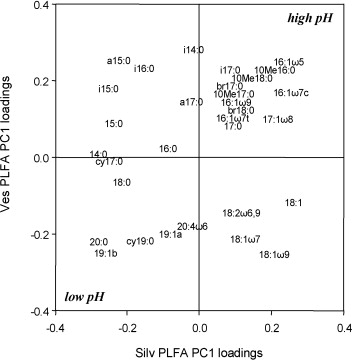 0.4
high pH
i14:0
a15:0
i16:0
16:1ω5
i17:0
10Me16:0
10Me18:0
i15:0
br17:0
0.2
10Me17:0
16:1ω7c
a17:0
16:1ω9
br18:0
15:0
16:1ω7t
17:1ω8
17:0
16:0
14:0
0.0
cy17:0
18:0
18:1
18:2ω6,9
20:4ω6
-0.2
19:1a
20:0
cy19:0
18:1ω7
19:1b
18:1ω9
low pH
-0.4
-0.4
-0.2
0.0
0.2
0.4
Ves PLFA PC1 loadings
Silv PLFA PC1 loadings